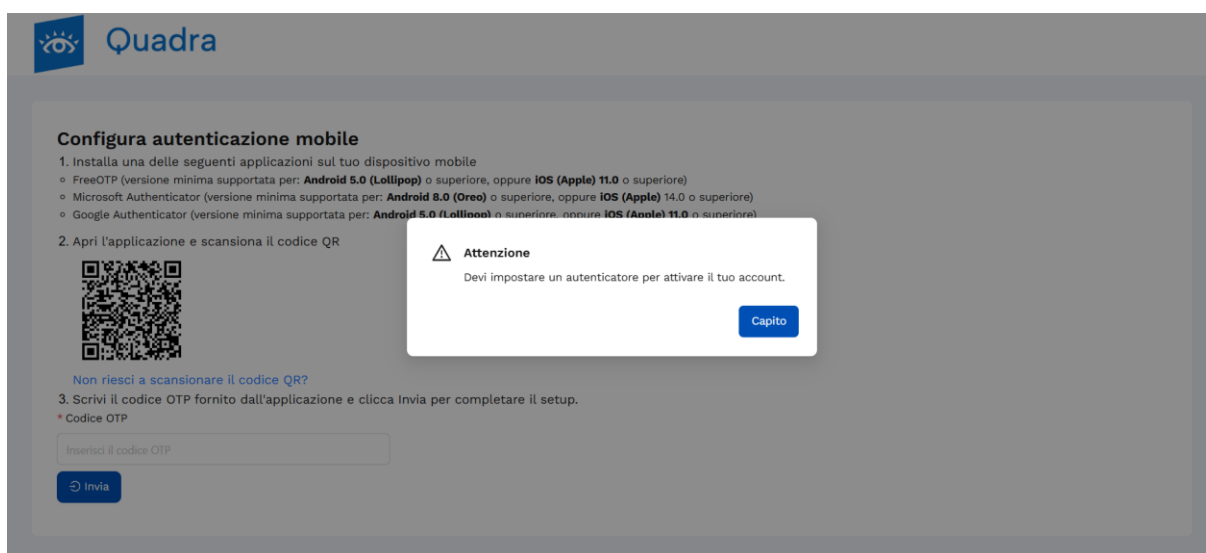 Quadra
Configura autenticazione mobile
1. Installa una delle seguenti applicazioni sul tuo dispositivo mobile
FreeOTP (versione minima supportata per: Android 5.0 (Lollipop) o superiore, oppure iOS (Apple) 11.0 o superiore)
Microsoft Authenticator (versione minima supportata per: Android 8.0 (Oreo) o superiore, oppure iOS (Apple) 14.0 o superiore)
Google Authenticator (versione minima supportata per: Android 5.0 (Lollipop) o superiore, oppure iOS (Apple) 11.0 o superiore)
2. Apri l'applicazione e scansiona il codice QR
Attenzione
Devi impostare un autenticatore per attivare il tuo account.
Capito
Non riesci a scansionare il codice QR?
3. Scrivi il codice OTP fornito dall'applicazione e clicca Invia per completare il setup.
* Codice OTP
Inserisci il codice OTP
Invia